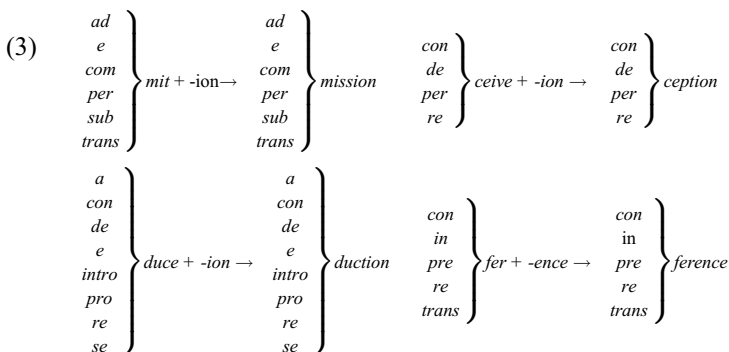 (3)
ad
e
com
per
sub
trans
mit + -ion→
ad
e
com
per
sub
trans
mission
con
de
per
re
ceive + -ion →
con
de
per
re
ception
a
con
de
e
intro
pro
re
se
duce + -ion →
a
con
de
e
intro
pro
re
se
duction
con
in
pre
re
trans
fer + -ence →
con
in
pre
re
trans
ference